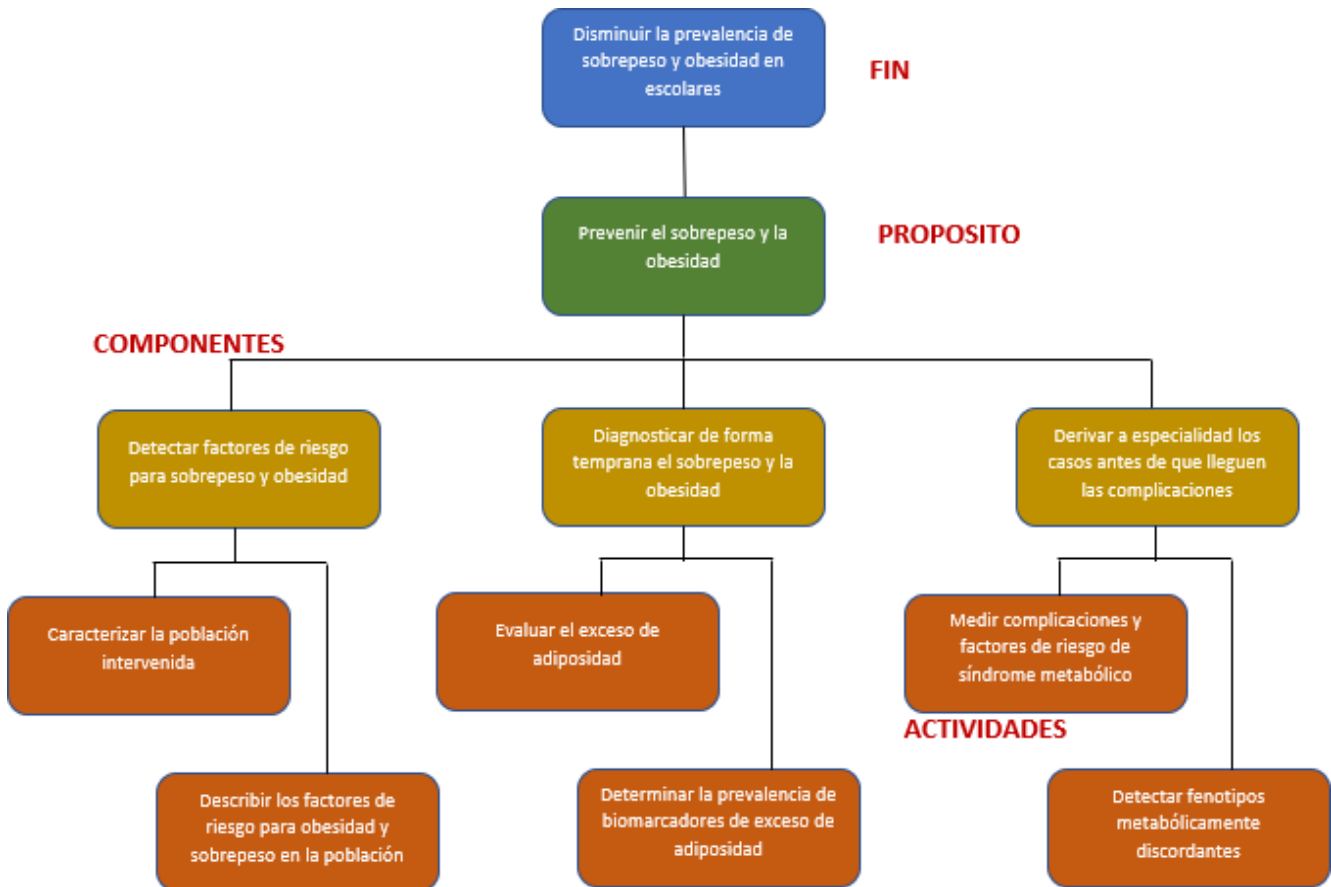 Disminuir la prevalencia de
sobrepeso y obesidad en
escolares
FIN
Prevenir el sobrepeso y la
obesidad
PROPOSITO
COMPONENTES
Detectar factores de riesgo
para sobrepeso y obesidad
Diagnosticar de forma
temprana el sobrepeso y la
obesidad
Derivar a especialidad los
casos antes de que lleguen
las complicaciones
Caracterizar la población
intervenida
Evaluar el exceso de
adiposidad
Medir complicaciones y
factores de riesgo de
síndrome metabólico
ACTIVIDADES
Describir los factores de
riesgo para obesidad y
sobrepeso en la población
Determinar la prevalencia de
biomarcadores de exceso de
adiposidad
Detectar fenotipos
metabólicamente
discordantes